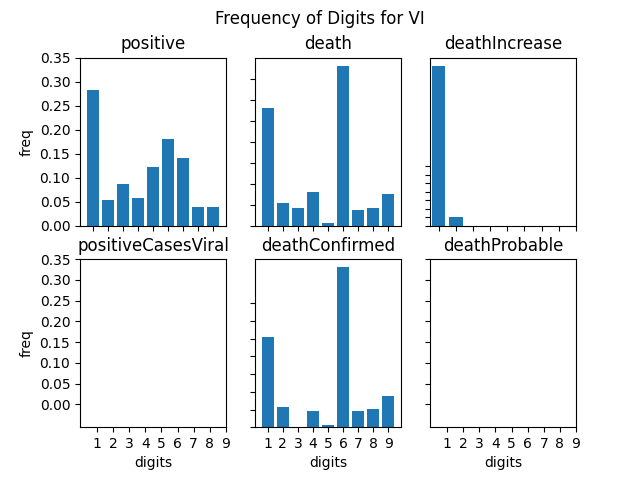 Frequency of Digits for VI
positive
death
deathIncrease
0.35
0.30
0.25
0.20
0.15
0.10
0.05
0.00
freq
positiveCasesViral
deathConfirmed
deathProbable
0.35
0.30
0.25
0.20
0.15
0.10
0.05
0.00
freq
1 2 3 4 5 6 7 8 9
1 2 3 4 5 6 7 8 9
1 2 3 4 5 6 7 8 9
digits
digits
digits